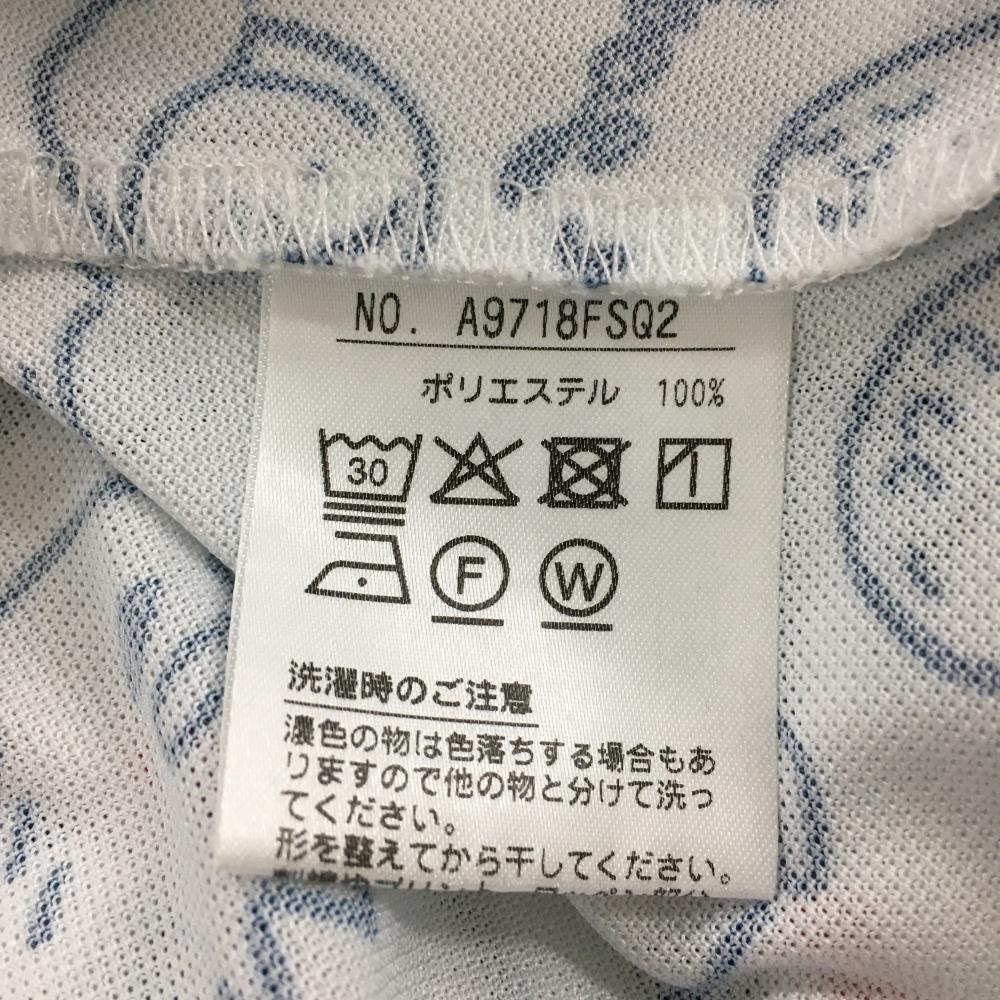 NO. A9718FSQ2
ポリエステル 100%
30
F W
洗濯時のご注意
濃色の物は色落ちする場合もあ
りますので他の物と分けて洗っ
てください。
形を整えてから干してください。